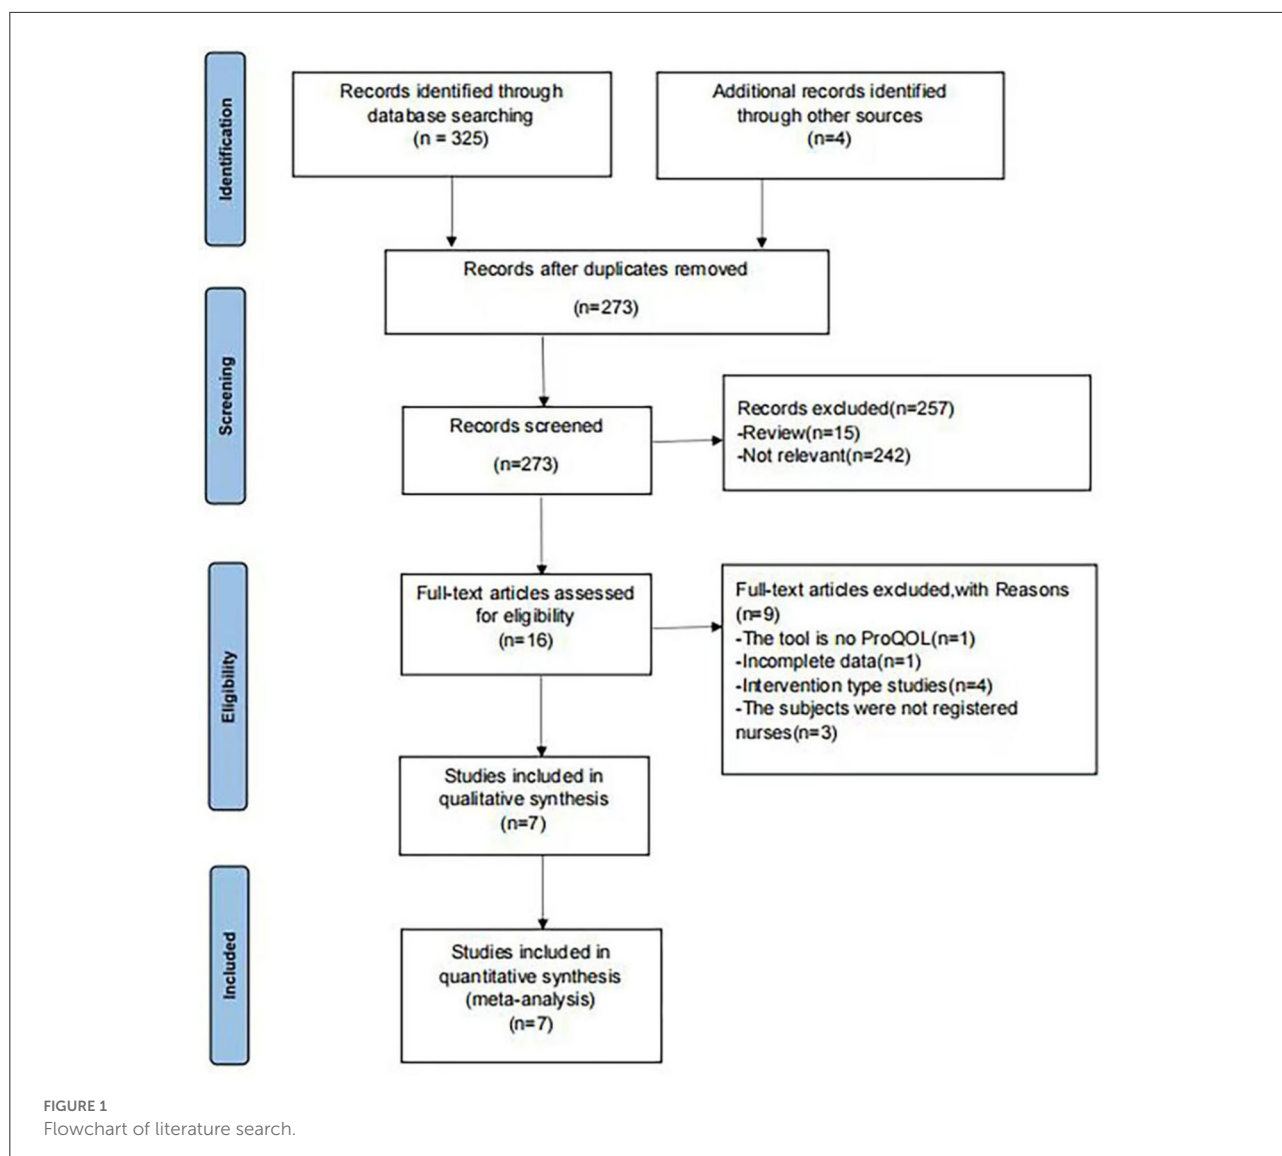 Identification
Records identified through
database searching
(n = 325)
Additional records identified
through other sources
(n=4)
Records after duplicates removed
(n=273)
Screening
Records screened
(n=273)
Records excluded(n=257)
-Review(n=15)
-Not relevant(n=242)
Eligibility
Full-text articles assessed
for eligibility
(n=16)
Full-text articles excluded,with Reasons
(n=9)
-The tool is no ProQOL(n=1)
-Incomplete data(n=1)
-Intervention type studies(n=4)
-The subjects were not registered
nurses(n=3)
Studies included in
qualitative synthesis
(n=7)
Included
Studies included in
quantitative synthesis
(meta-analysis)
(n=7)
FIGURE 1
Flowchart of literature search.